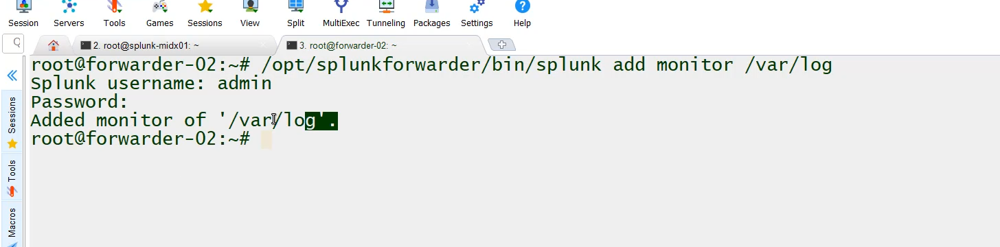 Session Servers Tools Games Sessions View Split MultiExec Tunneling Packages Settings Help
2. root@splunk-midx01: ~
3. root@forwarder-02: ~
root@forwarder-02:~# /opt/splunkforwarder/bin/splunk add monitor /var/log
Splunk username: admin
Password:
Added monitor of '/var/log'.
root@forwarder-02:~#
Sessions
Tools
Macros